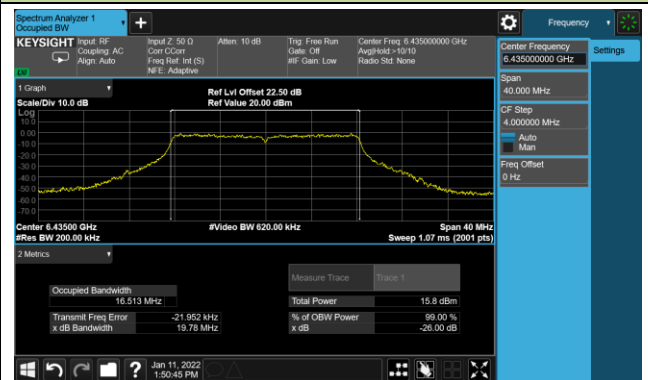 Spectrum Analyzer 1
Occupied BW
Frequency
KEYSIGHT
Input: RF
Coupling: AC
Align: Auto
Input Z: 50 Ω
Corr CCorr
Freq Ref: Int (S)
NFE: Adaptive
Atten: 10 dB
Trig: Free Run
Gate: Off
#IF Gain: Low
Center Freq: 6.435000000 GHz
Avg|Hold:>10/10
Radio Std: None
Center Frequency
6.435000000 GHz
Settings
Span
40.000 MHz
CF Step
4.000000 MHz
Auto
Man
Freq Offset
0 Hz
1 Graph
Scale/Div 10.0 dB
Ref Lvl Offset 22.50 dB
Ref Value 20.00 dBm
Log
10.0
0.00
-10.0
-20.0
-30.0
-40.0
-50.0
-60.0
-70.0
Center 6.43500 GHz
#Video BW 620.00 kHz
Span 40 MHz
#Res BW 200.00 kHz
Sweep 1.07 ms (2001 pts)
2 Metrics
Measure Trace
Trace 1
Occupied Bandwidth
16.513 MHz
Total Power
15.8 dBm
Transmit Freq Error
-21.952 kHz
% of OBW Power
99.00 %
x dB Bandwidth
19.78 MHz
x dB
-26.00 dB
Jan 11, 2022
1:50:45 PM